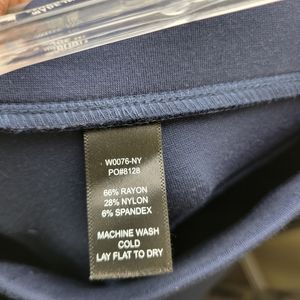 W0076-NY
PO#8128
66% RAYON
28% NYLON
6% SPANDEX
MACHINE WASH
COLD
LAY FLAT TO DRY